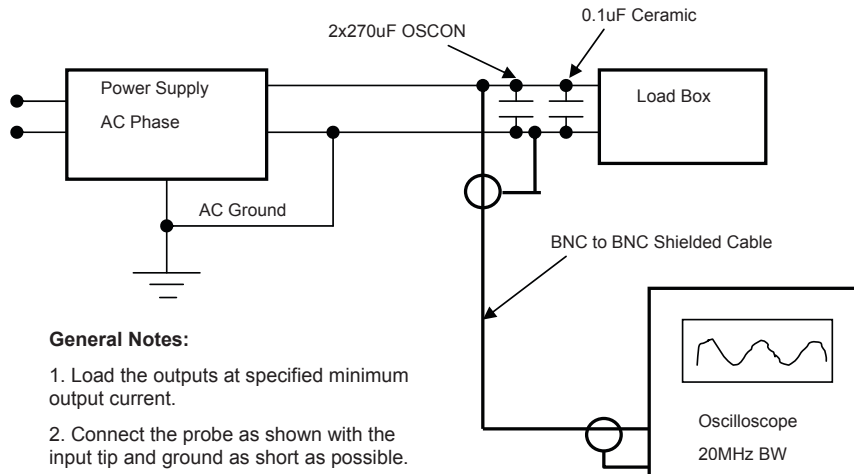 2x270uF OSCON
0.1uF Ceramic
Power Supply
AC Phase
Load Box
AC Ground
BNC to BNC Shielded Cable
General Notes:
1. Load the outputs at specified minimum
output current.
2. Connect the probe as shown with the
input tip and ground as short as possible.
Oscilloscope
20MHz BW